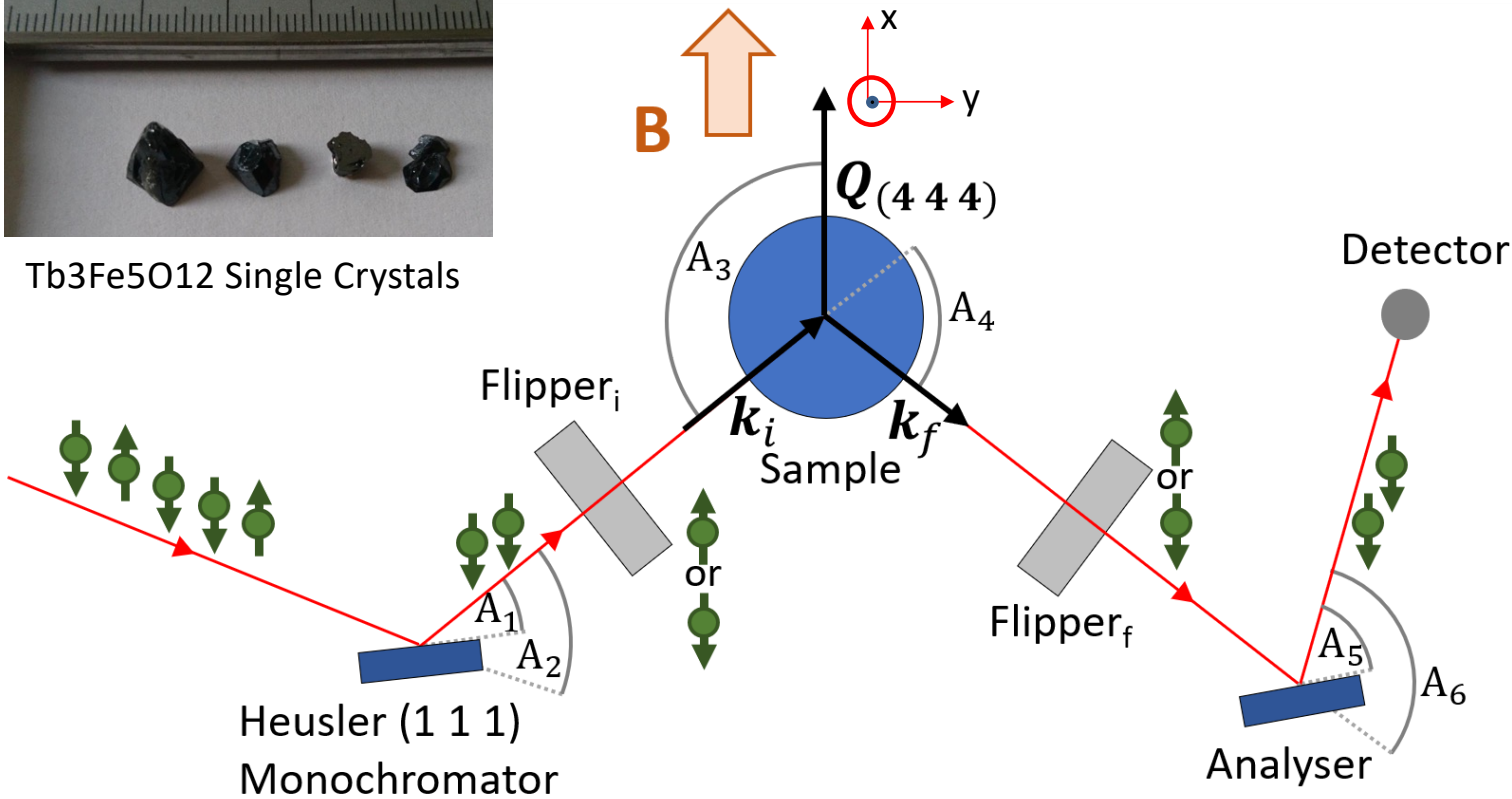 x
y
B
Q(4 4 4)
A3
A4
Detector
Tb3Fe5O12 Single Crystals
Flipperi
ki
kf
Sample
or
or
A1
A2
Flipperf
A5
A6
Heusler (1 1 1)
Monochromator
Analyser